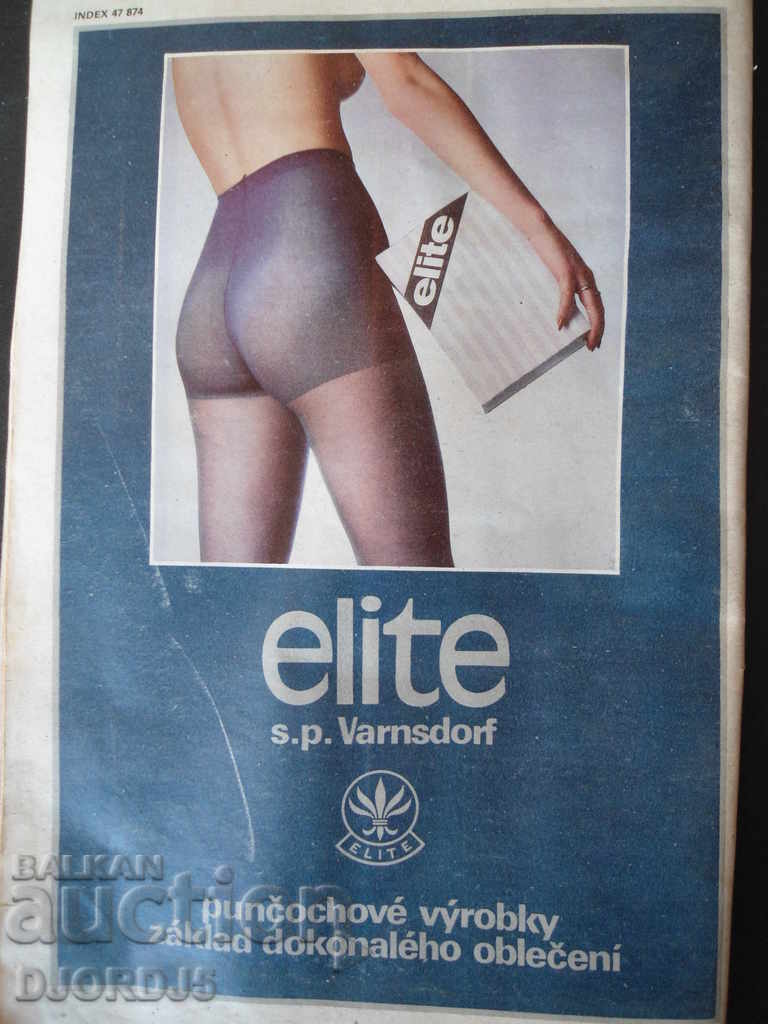 INDEX 47 874
elite
elite
s.p. Varnsdorf
ELITE
punčochové výrobky
základ dokonalého oblečení
BALKAN
auction
DJORDJ5